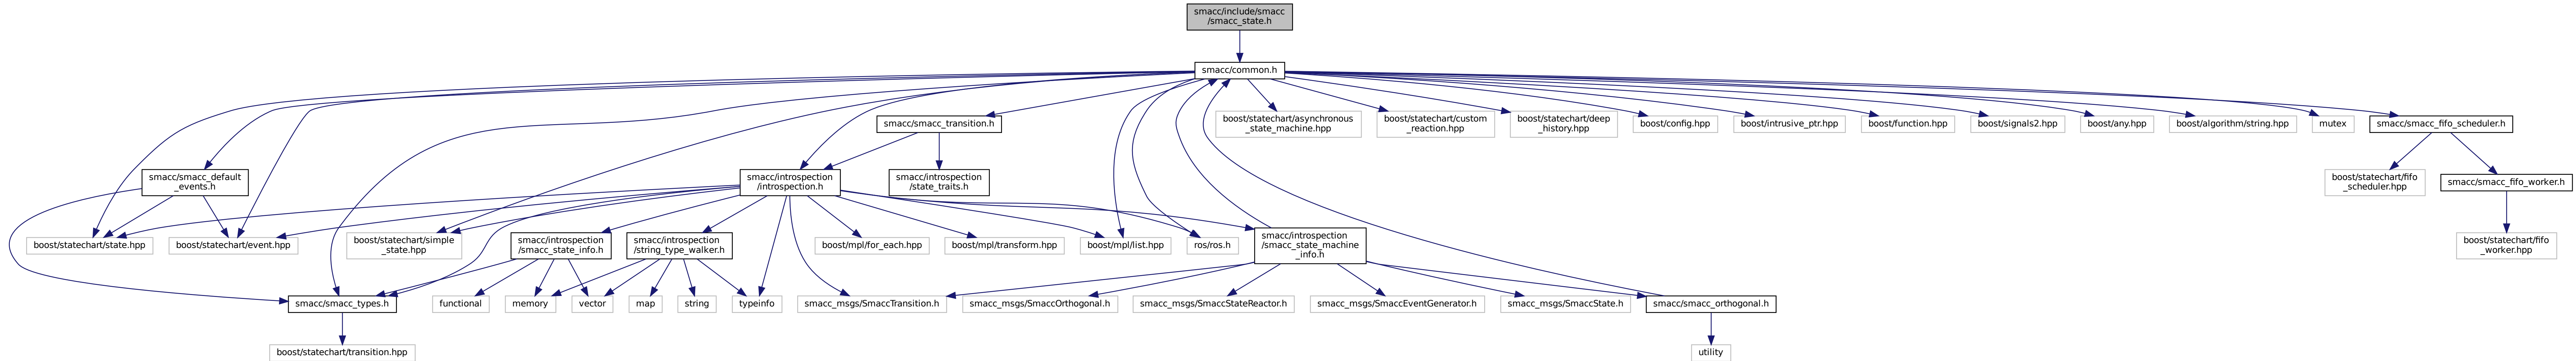 smacc/include/smacc
/smacc_state.h
smacc/common.h
smacc/smacc_transition.h
boost/statechart/asynchronous
_state_machine.hpp
boost/statechart/custom
_reaction.hpp
boost/statechart/deep
_history.hpp
boost/config.hpp
boost/intrusive_ptr.hpp
boost/function.hpp
boost/signals2.hpp
boost/any.hpp
boost/algorithm/string.hpp
mutex
smacc/smacc_fifo_scheduler.h
smacc/smacc_default
_events.h
smacc/introspection
/introspection.h
smacc/introspection
/state_traits.h
boost/statechart/fifo
_scheduler.hpp
smacc/smacc_fifo_worker.h
boost/statechart/state.hpp
boost/statechart/event.hpp
boost/statechart/simple
_state.hpp
smacc/introspection
/smacc_state_info.h
smacc/introspection
/string_type_walker.h
boost/mpl/for_each.hpp
boost/mpl/transform.hpp
boost/mpl/list.hpp
ros/ros.h
smacc/introspection
/smacc_state_machine
_info.h
boost/statechart/fifo
_worker.hpp
smacc/smacc_types.h
functional
memory
vector
map
string
typeinfo
smacc_msgs/SmaccTransition.h
smacc_msgs/SmaccOrthogonal.h
smacc_msgs/SmaccStateReactor.h
smacc_msgs/SmaccEventGenerator.h
smacc_msgs/SmaccState.h
smacc/smacc_orthogonal.h
boost/statechart/transition.hpp
utility